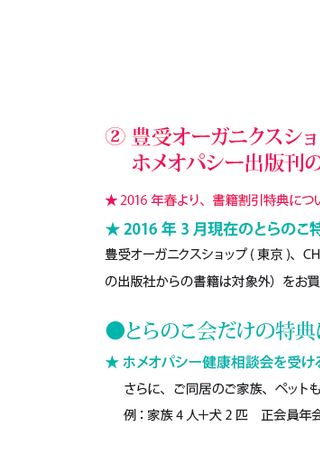 ② 豊受オーガニクスショ
ホメオパシー出版刊の
★ 2016 年春より、書籍割引特典につい
★ 2016 年 3 月現在のとらのこ特
豊受オーガニクスショップ ( 東京 )、CH
の出版社からの書籍は対象外）をお買
●とらのこ会だけの特典に
★ ホメオパシー健康相談会を受ける
さらに、ご同居のご家族、ペットも
例：家族 4 人＋犬 2 匹　正会員年会